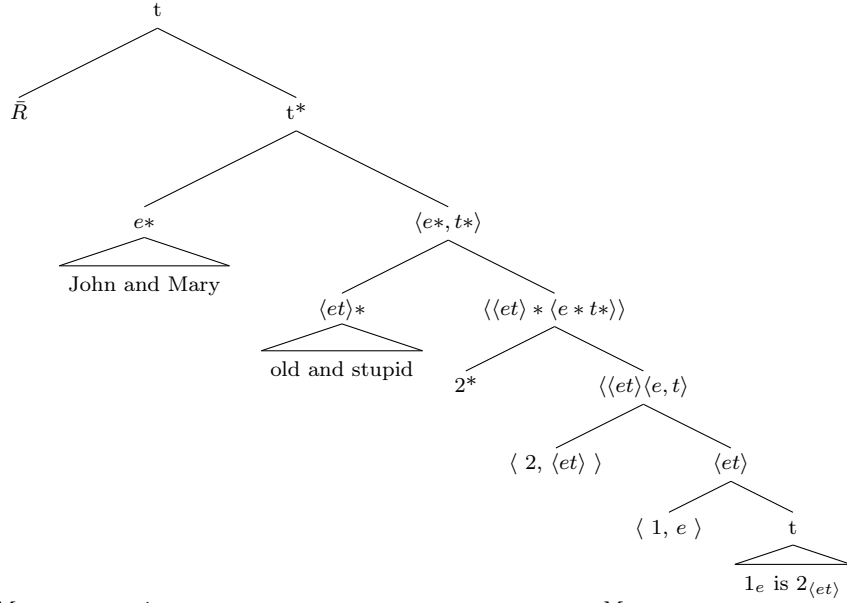 t
R̄ t*
e∗ ⟨e∗, t∗⟩
John and Mary
⟨et⟩∗ ⟨⟨et⟩ ∗ ⟨e ∗ t∗⟩⟩
old and stupid
2* ⟨⟨et⟩⟨e, t⟩
⟨ 2, ⟨et⟩ ⟩ ⟨et⟩
⟨ 1, e ⟩ t
1ₑ is 2⟨et⟩